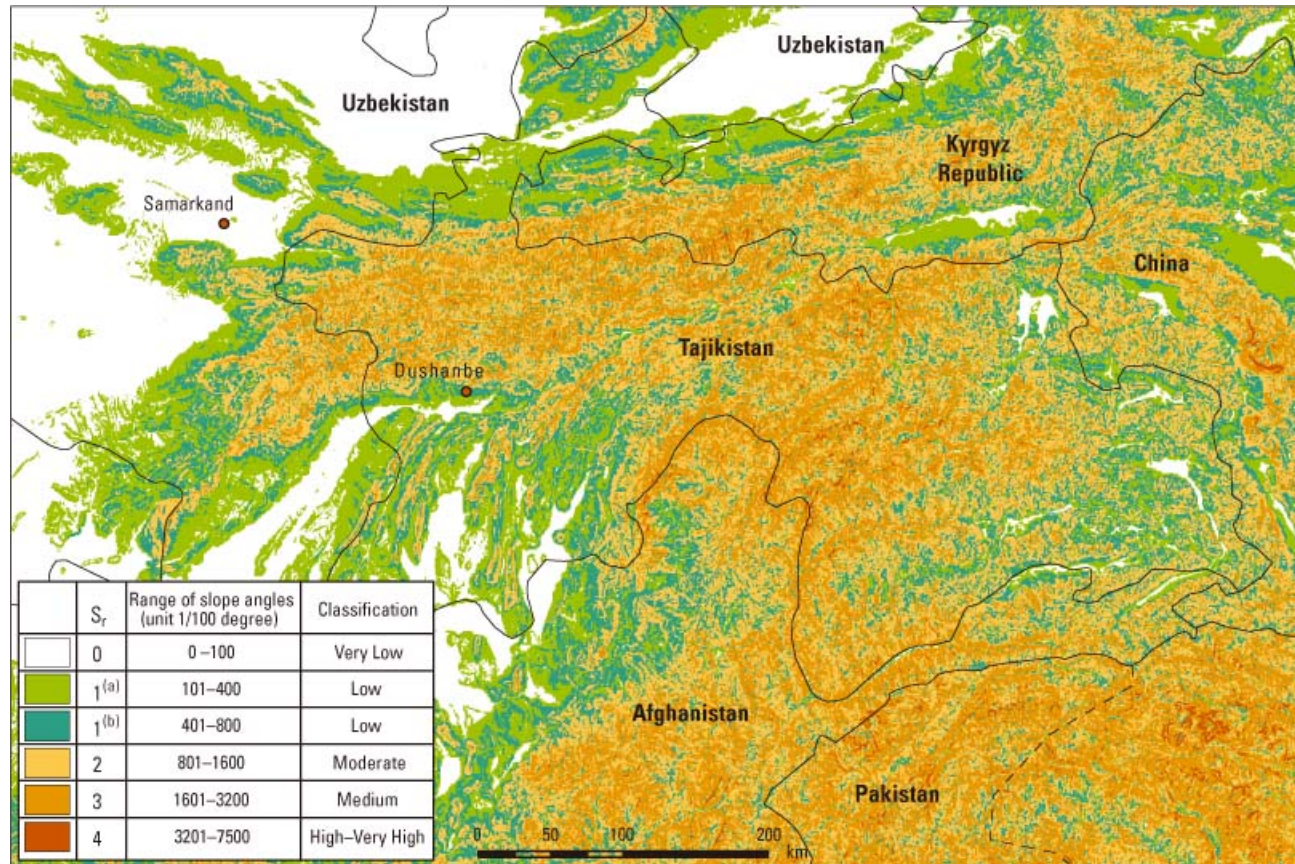 Uzbekistan
Uzbekistan
Kyrgyz
Republic
Samarkand
China
Tajikistan
Dushanbe
Afghanistan
Pakistan
Sr Range of slope angles (unit 1/100 degree) Classification
0 0–100 Very Low
1(a) 101–400 Low
1(b) 401–800 Low
2 801–1600 Moderate
3 1601–3200 Medium
4 3201–7500 High–Very High
0 50 100 200
km